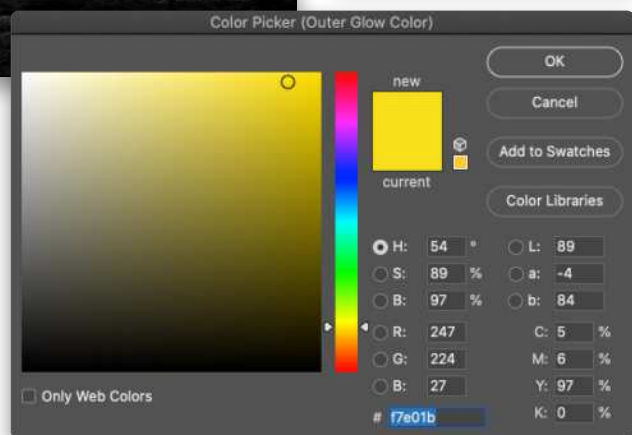 Color Picker (Outer Glow Color)
new
current
OK
Cancel
Add to Swatches
Color Libraries
H: 54 ° L: 89
S: 89 % a: -4
B: 97 % b: 84
R: 247 C: 5 %
G: 224 M: 6 %
B: 27 Y: 97 %
# f7e01b K: 0 %
Only Web Colors